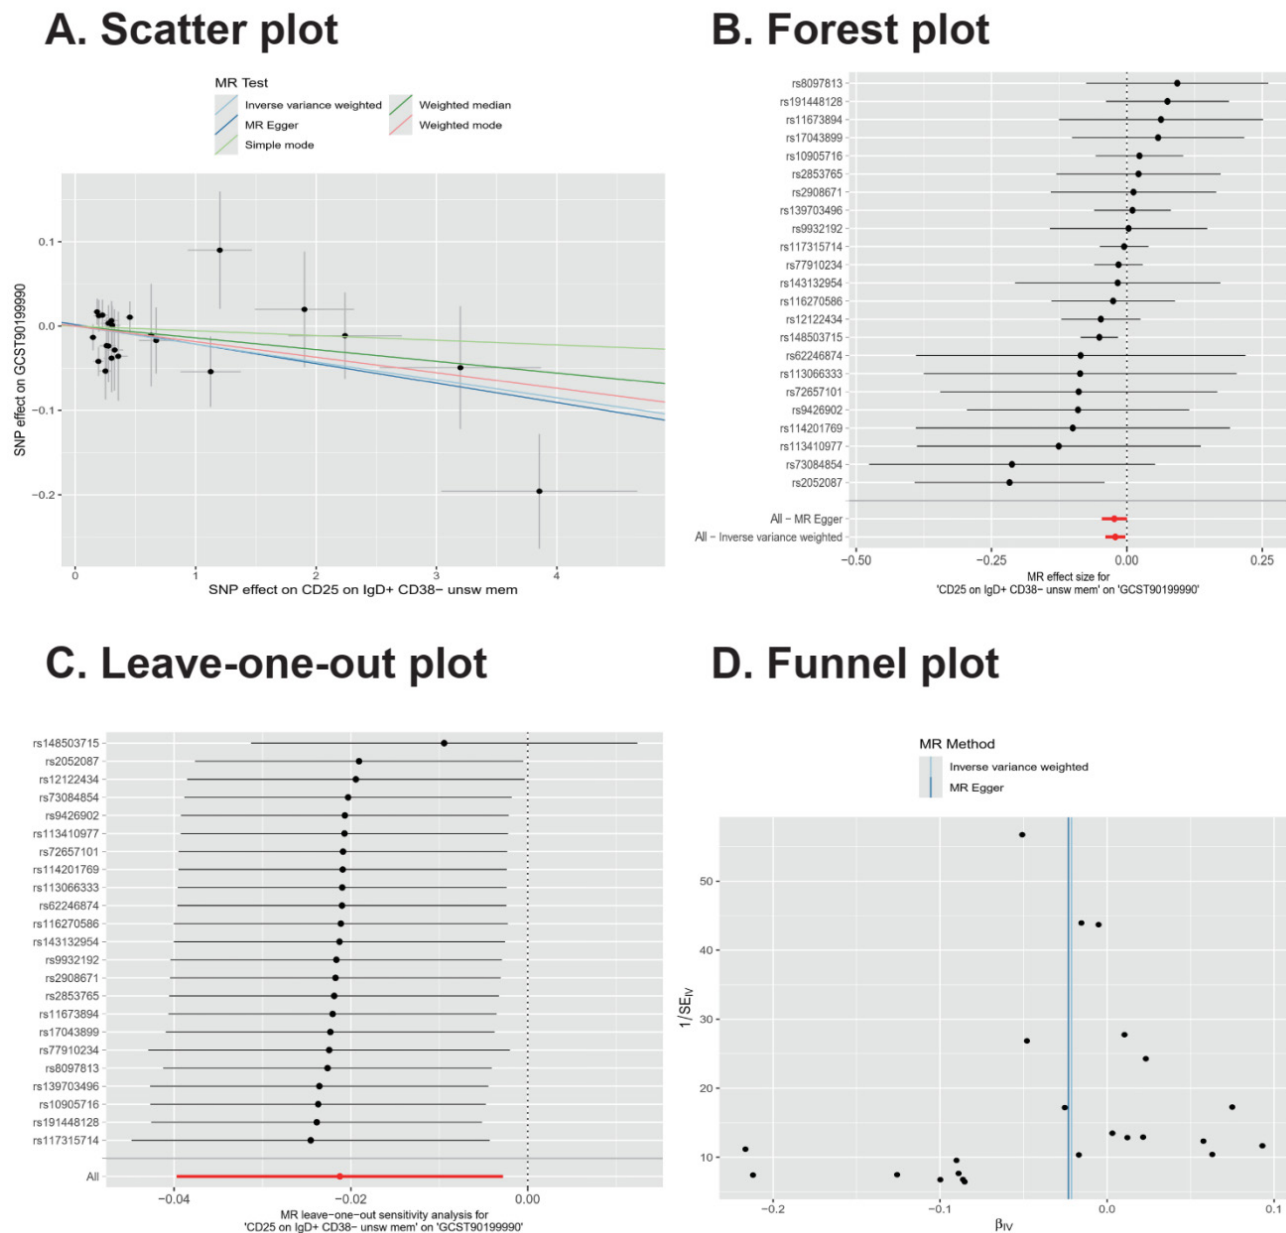 A. Scatter plot
MR Test
Inverse variance weighted
MR Egger
Simple mode
Weighted median
Weighted mode
SNP effect on GCST90199990
0.1
0.0
−0.1
−0.2
0
1
2
3
4
SNP effect on CD25 on IgD+ CD38− unsw mem
B. Forest plot
rs8097813
rs191448128
rs11673894
rs17043899
rs10905716
rs2853765
rs2908671
rs139703496
rs9932192
rs117315714
rs77910234
rs143132954
rs116270586
rs12122434
rs148503715
rs62246874
rs113066333
rs72657101
rs9426902
rs114201769
rs113410977
rs73084854
rs2052087
All − MR Egger
All − Inverse variance weighted
−0.50
−0.25
0.00
0.25
MR effect size for
'CD25 on IgD+ CD38− unsw mem' on 'GCST90199990'
C. Leave-one-out plot
rs148503715
rs2052087
rs12122434
rs73084854
rs9426902
rs113410977
rs72657101
rs114201769
rs113066333
rs62246874
rs116270586
rs143132954
rs9932192
rs2908671
rs2853765
rs11673894
rs17043899
rs77910234
rs8097813
rs139703496
rs10905716
rs191448128
rs117315714
All
−0.04
−0.02
0.00
MR leave−one−out sensitivity analysis for
'CD25 on IgD+ CD38− unsw mem' on 'GCST90199990'
D. Funnel plot
MR Method
Inverse variance weighted
MR Egger
1/SEIV
50
40
30
20
10
−0.2
−0.1
0.0
0.1
βIV